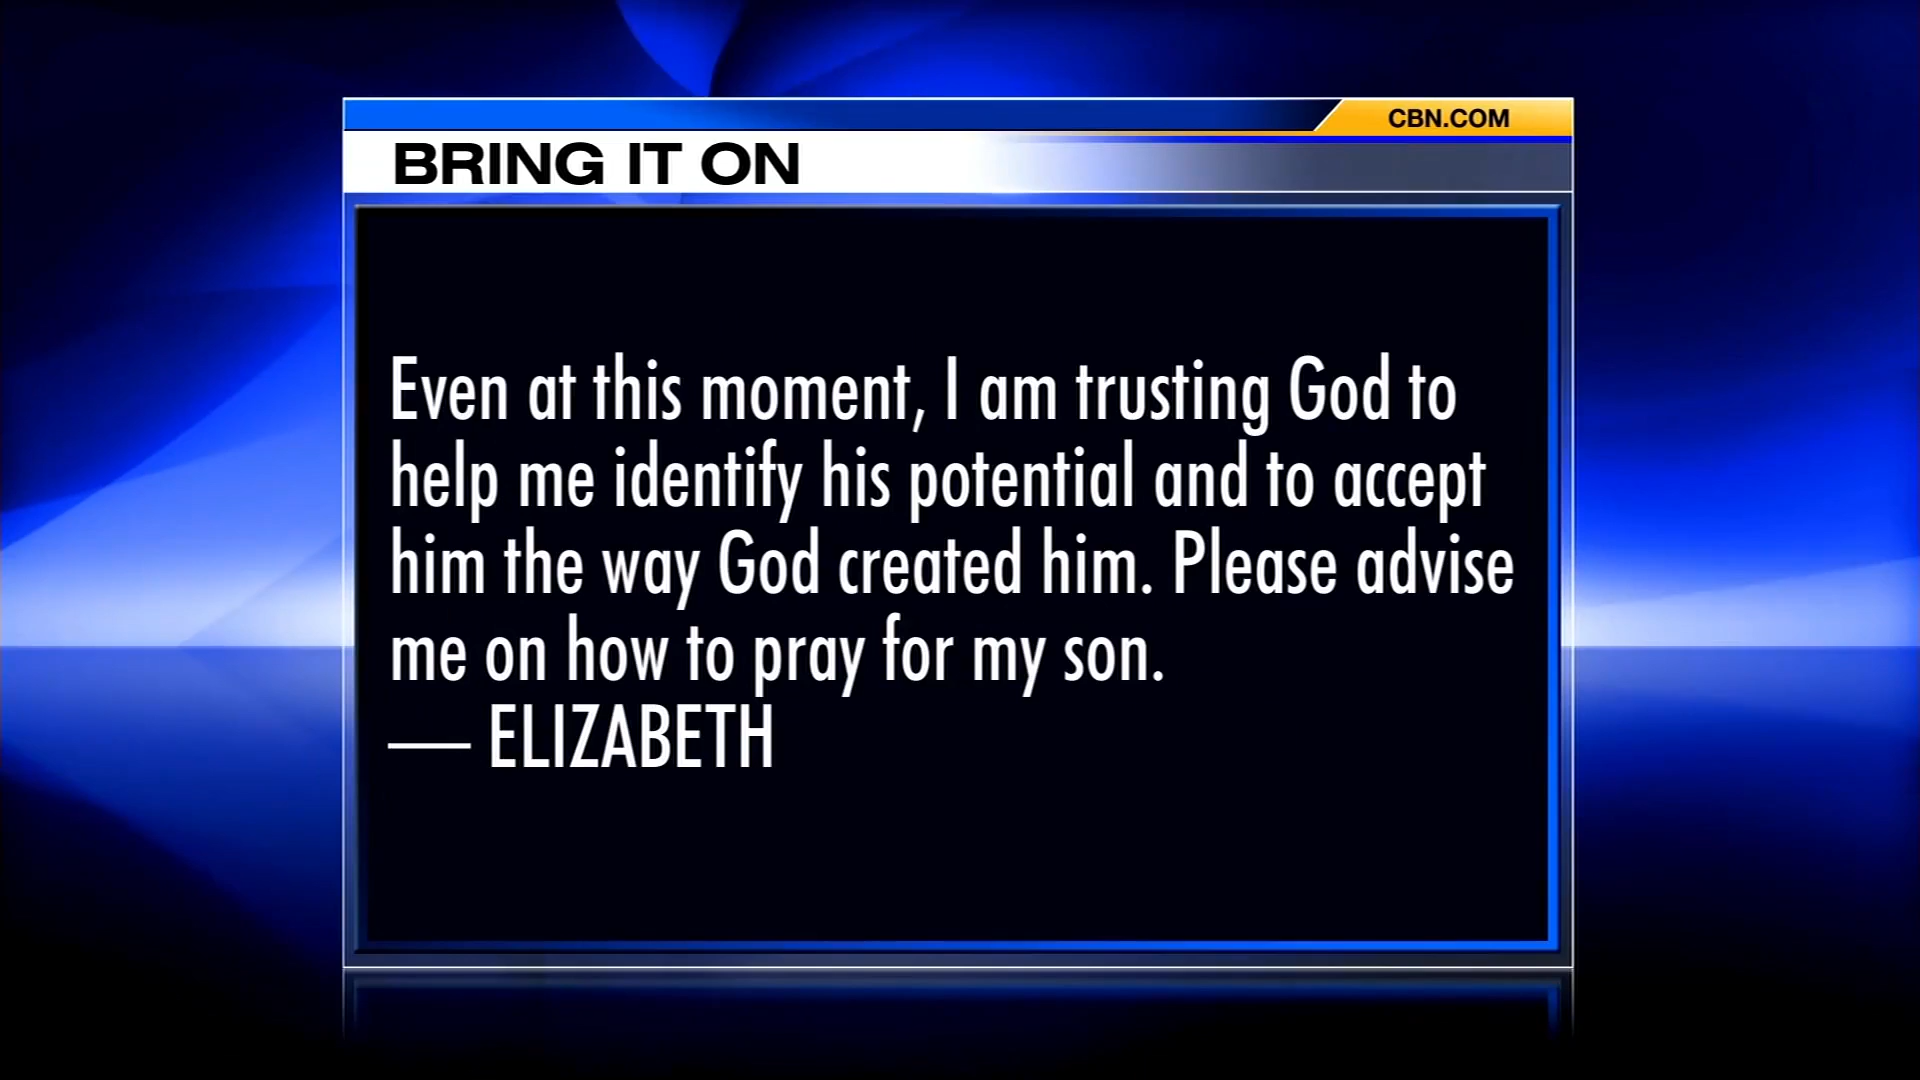 CBN.COM
BRING IT ON
Even at this moment, I am trusting God to
help me identify his potential and to accept
him the way God created him. Please advise
me on how to pray for my son.
— ELIZABETH